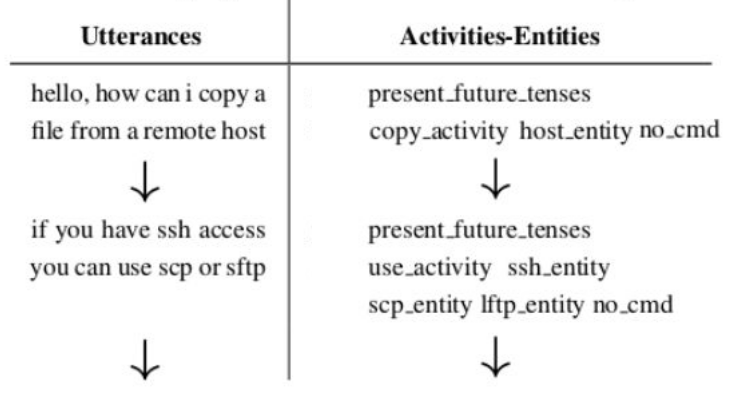 Utterances
Activities-Entities
hello, how can i copy a
file from a remote host
present_future_tenses
copy_activity host_entity no_cmd
if you have ssh access
you can use scp or sftp
present_future_tenses
use_activity ssh_entity
scp_entity lftp_entity no_cmd